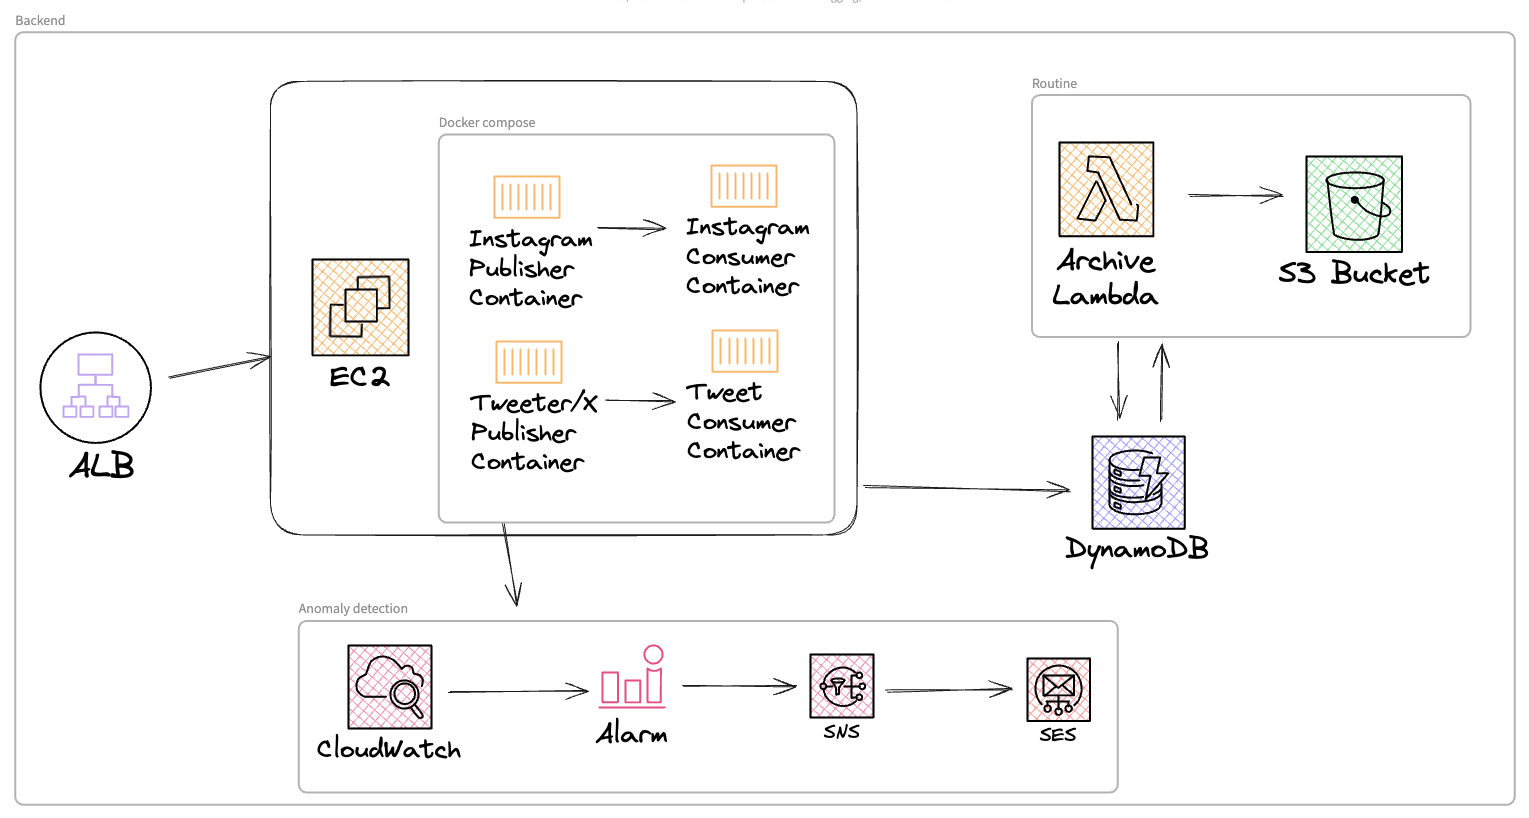 Backend
Routine
Docker compose
Instagram
Publisher
Container
Instagram
Consumer
Container
Archive
Lambda
S3 Bucket
EC2
Tweeter/X
Publisher
Container
Tweet
Consumer
Container
ALB
DynamoDB
Anomaly detection
CloudWatch
Alarm
SNS
SES